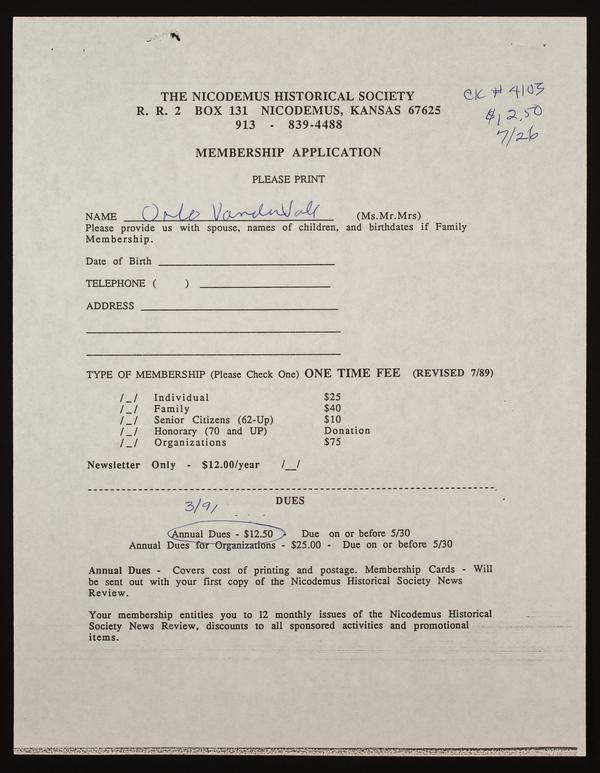 THE NICODEMUS HISTORICAL SOCIETY
R. R. 2 BOX 131 NICODEMUS, KANSAS 67625
913 - 839-4488
CK # 4103
$12.50
7/26
MEMBERSHIP APPLICATION
PLEASE PRINT
NAME Orlo VanderValk (Ms.Mr.Mrs)
Please provide us with spouse, names of children, and birthdates if Family
Membership.
Date of Birth
TELEPHONE ( )
ADDRESS
TYPE OF MEMBERSHIP (Please Check One) ONE TIME FEE (REVISED 7/89)
/_/ Individual $25
/_/ Family $40
/_/ Senior Citizens (62-Up) $10
/_/ Honorary (70 and UP) Donation
/_/ Organizations $75
Newsletter Only - $12.00/year /_/
DUES
3/91
Annual Dues - $12.50 - Due on or before 5/30
Annual Dues for Organizations - $25.00 - Due on or before 5/30
Annual Dues - Covers cost of printing and postage. Membership Cards - Will
be sent out with your first copy of the Nicodemus Historical Society News
Review.
Your membership entitles you to 12 monthly issues of the Nicodemus Historical
Society News Review, discounts to all sponsored activities and promotional
items.